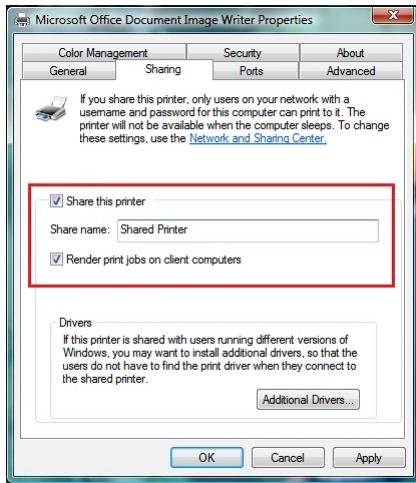 Microsoft Office Document Image Writer Properties
Color Management Security About
General Sharing Ports Advanced
If you share this printer, only users on your network with a
username and password for this computer can print to it. The
printer will not be available when the computer sleeps. To change
these settings, use the Network and Sharing Center.
Share this printer
Share name: Shared Printer
Render print jobs on client computers
Drivers
If this printer is shared with users running different versions of
Windows, you may want to install additional drivers, so that the
users do not have to find the print driver when they connect to
the shared printer.
Additional Drivers...
OK Cancel Apply